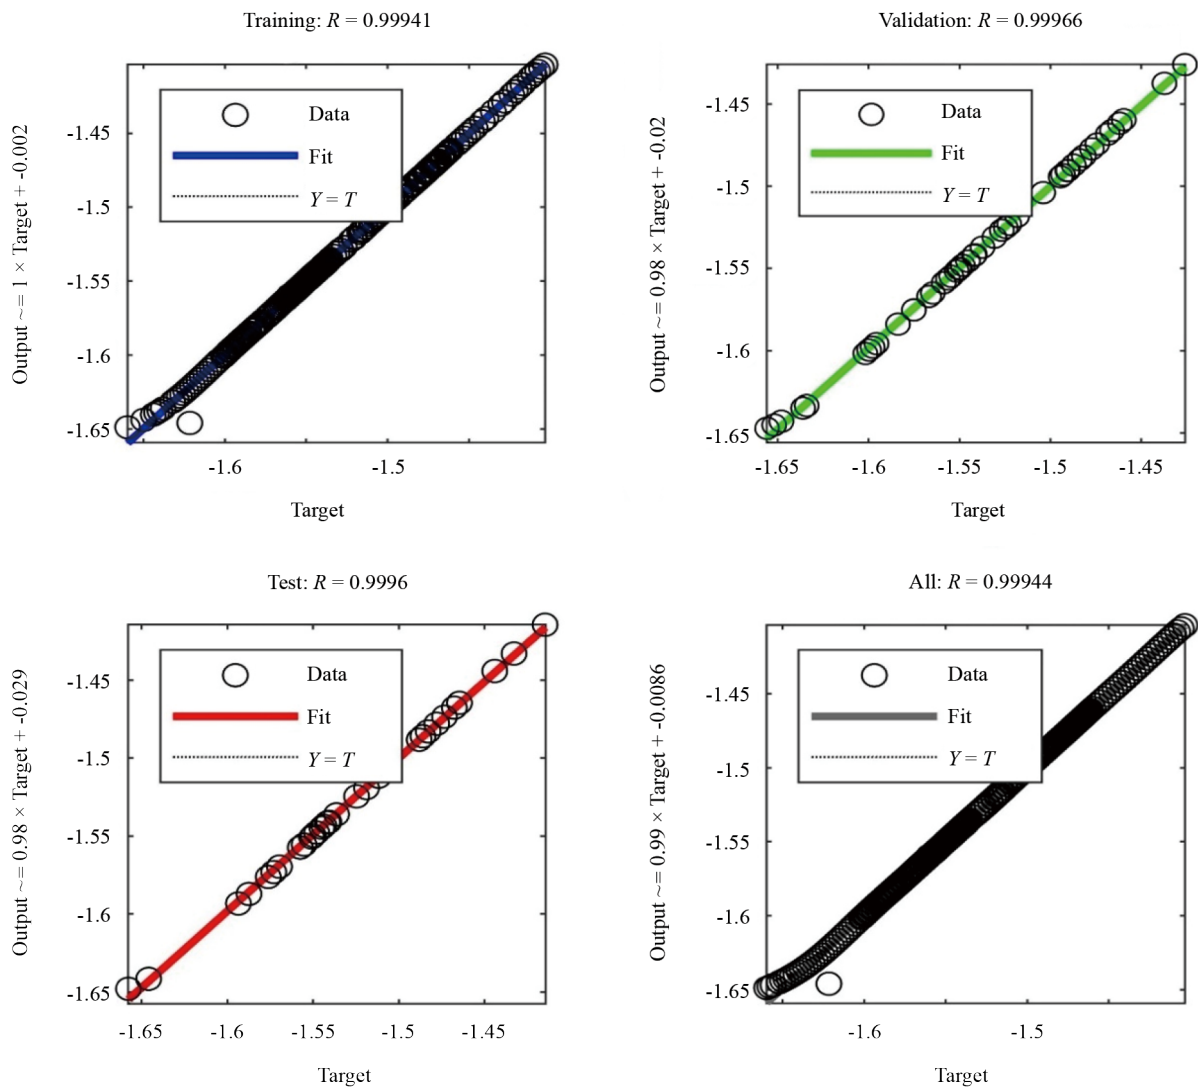 Training: R = 0.99941
Output ~= 1 × Target + -0.002
Data
Fit
Y = T
-1.45
-1.5
-1.55
-1.6
-1.65
-1.6 -1.5
Target
Validation: R = 0.99966
Output ~= 0.98 × Target + -0.02
Data
Fit
Y = T
-1.45
-1.5
-1.55
-1.6
-1.65
-1.65 -1.6 -1.55 -1.5 -1.45
Target
Test: R = 0.9996
Output ~= 0.98 × Target + -0.029
Data
Fit
Y = T
-1.45
-1.5
-1.55
-1.6
-1.65
-1.65 -1.6 -1.55 -1.5 -1.45
Target
All: R = 0.99944
Output ~= 0.99 × Target + -0.0086
Data
Fit
Y = T
-1.45
-1.5
-1.55
-1.6
-1.65
-1.6 -1.5
Target